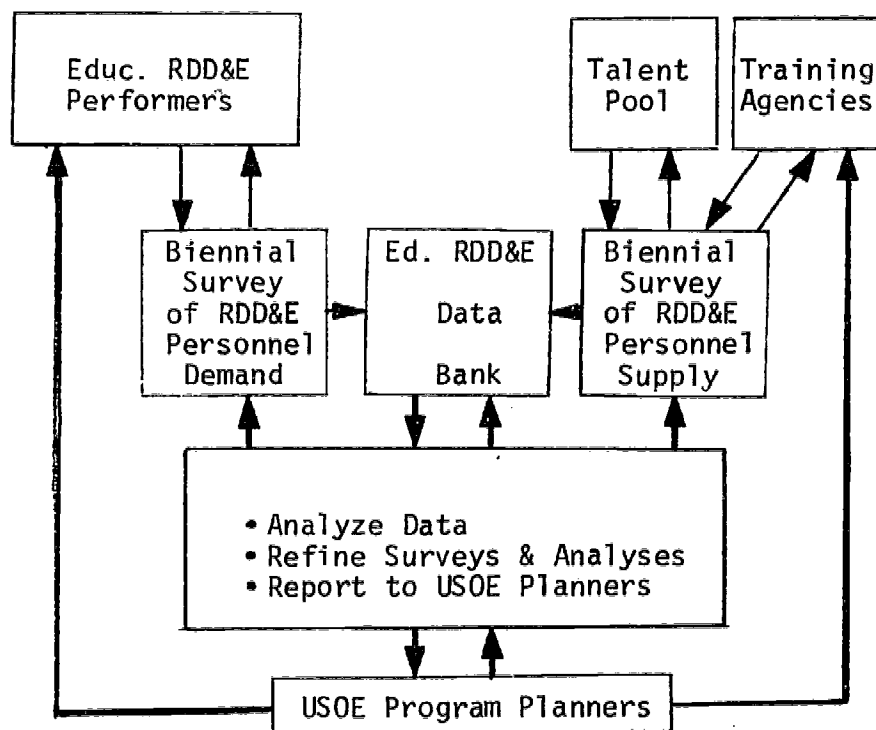 Educ. RDD&E
Performers
Talent
Pool
Training
Agencies
Biennial
Survey
of RDD&E
Personnel
Demand
Ed. RDD&E
Data
Bank
Biennial
Survey
of RDD&E
Personnel
Supply
• Analyze Data
• Refine Surveys & Analyses
• Report to USOE Planners
USOE Program Planners